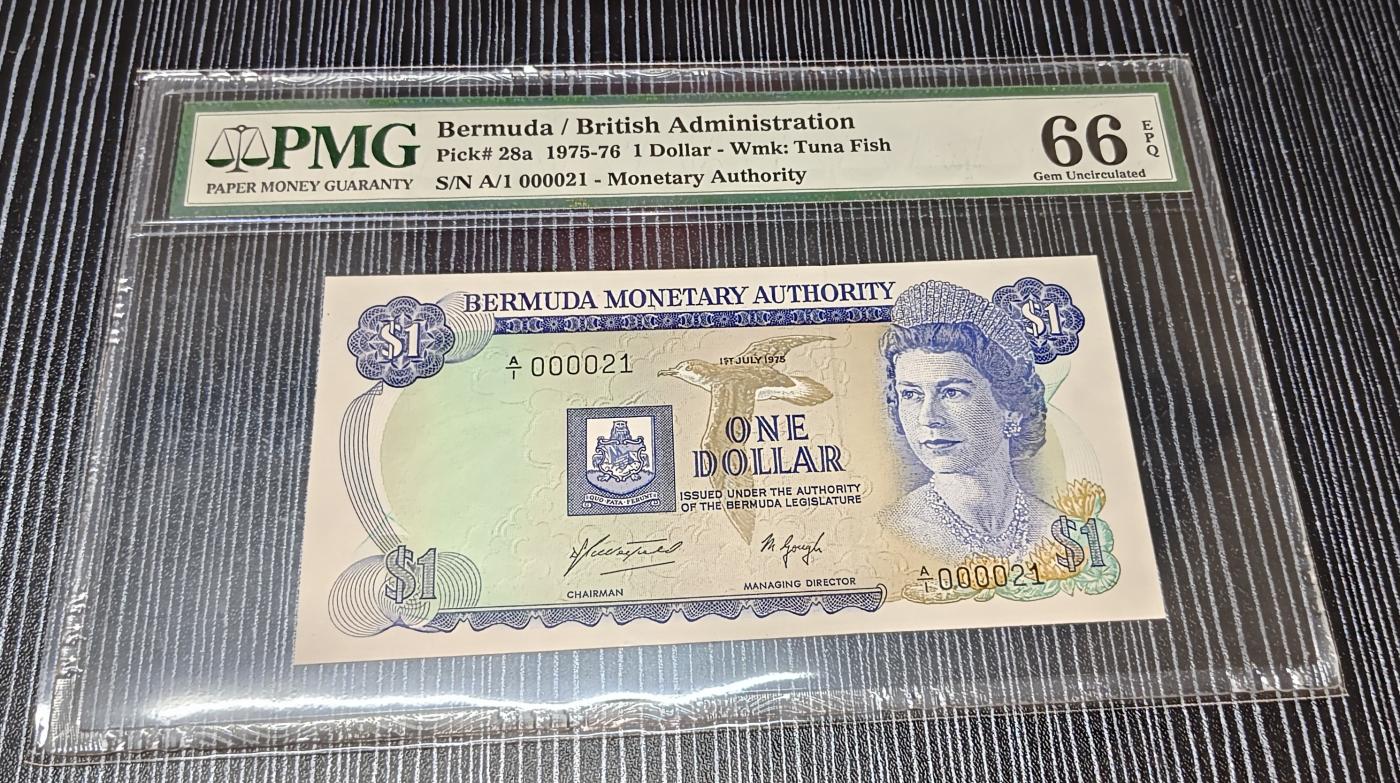 PMG
PAPER MONEY GUARANTY
Bermuda / British Administration
Pick# 28a 1975-76 1 Dollar - Wmk: Tuna Fish
S/N A/1 000021 - Monetary Authority
66
EPQ
Gem Uncirculated
BERMUDA MONETARY AUTHORITY
$1
$1
A/1 000021
1ST JULY 1975
ONE
DOLLAR
QUO FATA FERUNT
ISSUED UNDER THE AUTHORITY
OF THE BERMUDA LEGISLATURE
M Gough
CHAIRMAN
MANAGING DIRECTOR
$1
$1
A/1 000021